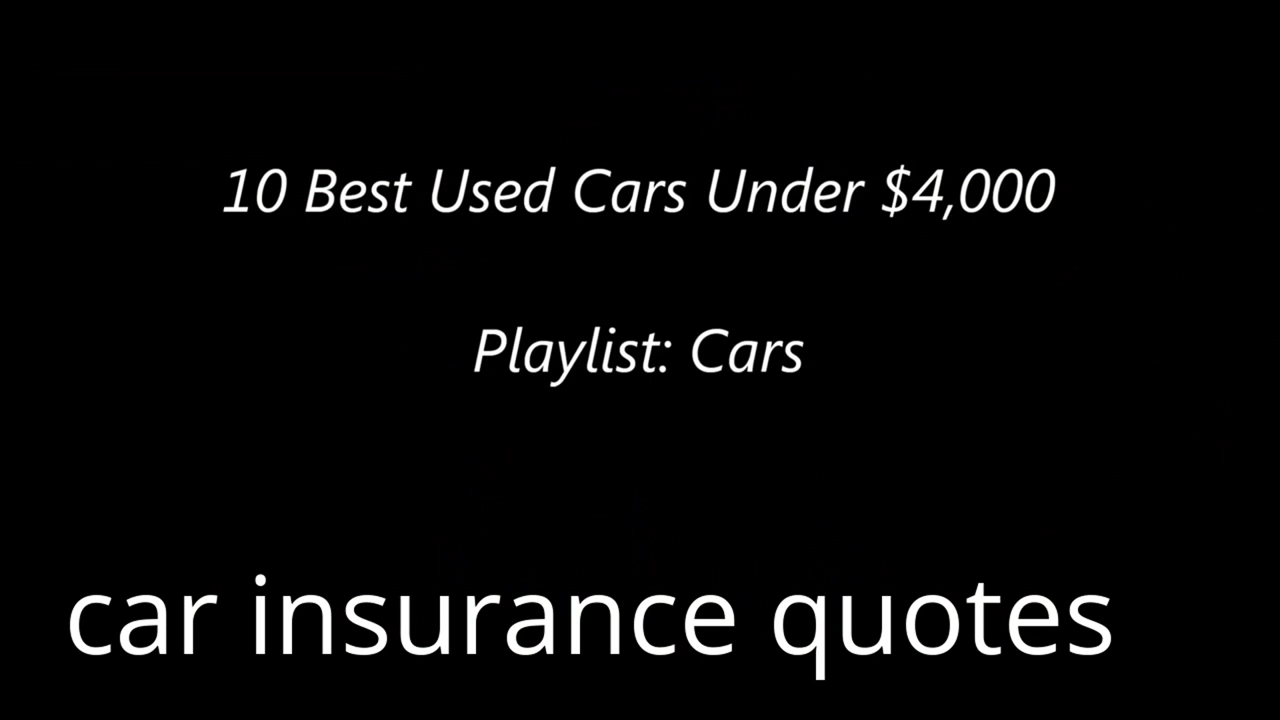 10 Best Used Cars Under $4,000
Playlist: Cars
car insurance quotes